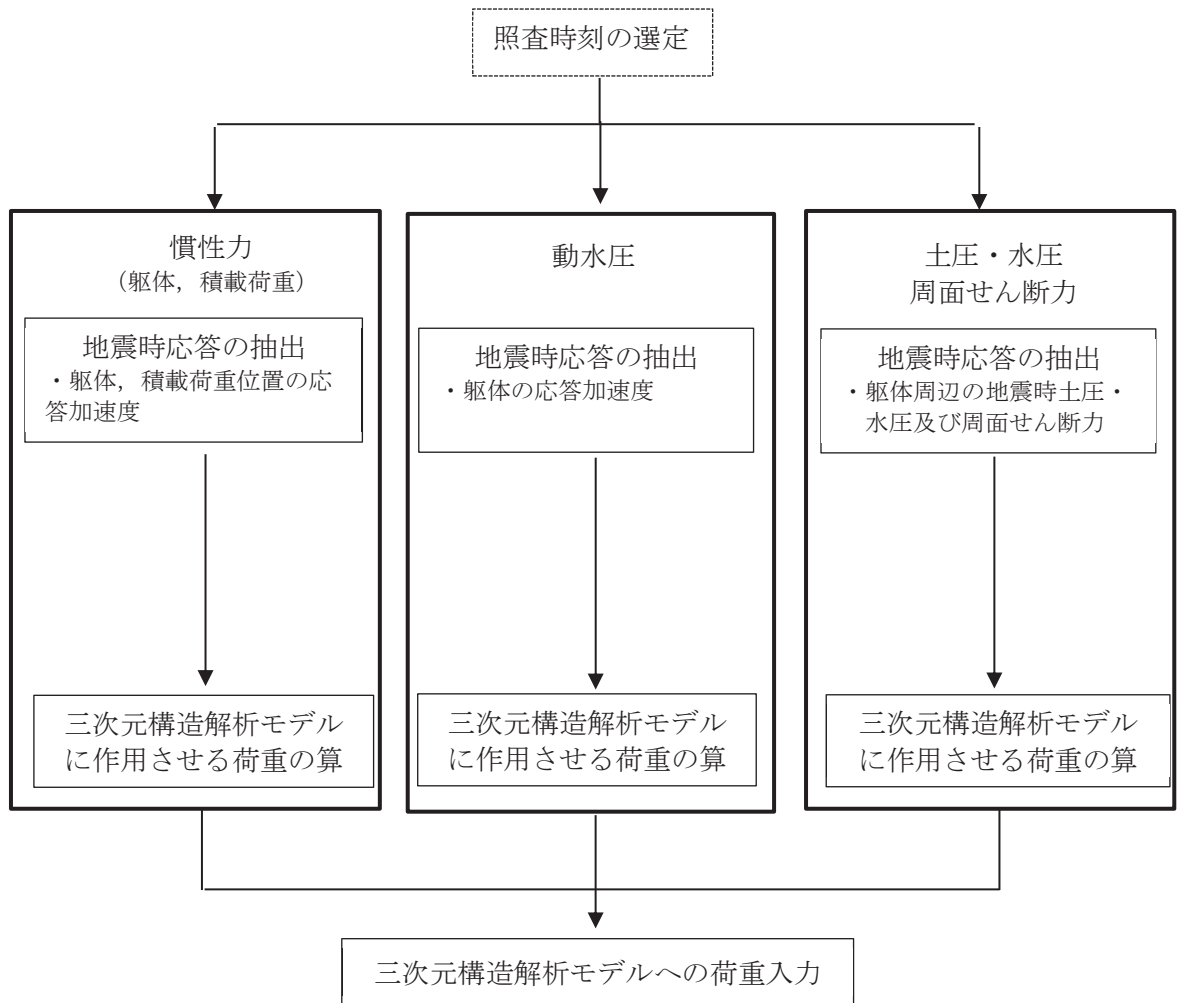 照査時刻の選定
慣性力
（躯体，積載荷重）
地震時応答の抽出
・躯体，積載荷重位置の応
答加速度
三次元構造解析モデル
に作用させる荷重の算
動水圧
地震時応答の抽出
・躯体の応答加速度
三次元構造解析モデル
に作用させる荷重の算
土圧・水圧
周面せん断力
地震時応答の抽出
・躯体周辺の地震時土圧・
水圧及び周面せん断力
三次元構造解析モデル
に作用させる荷重の算
三次元構造解析モデルへの荷重入力